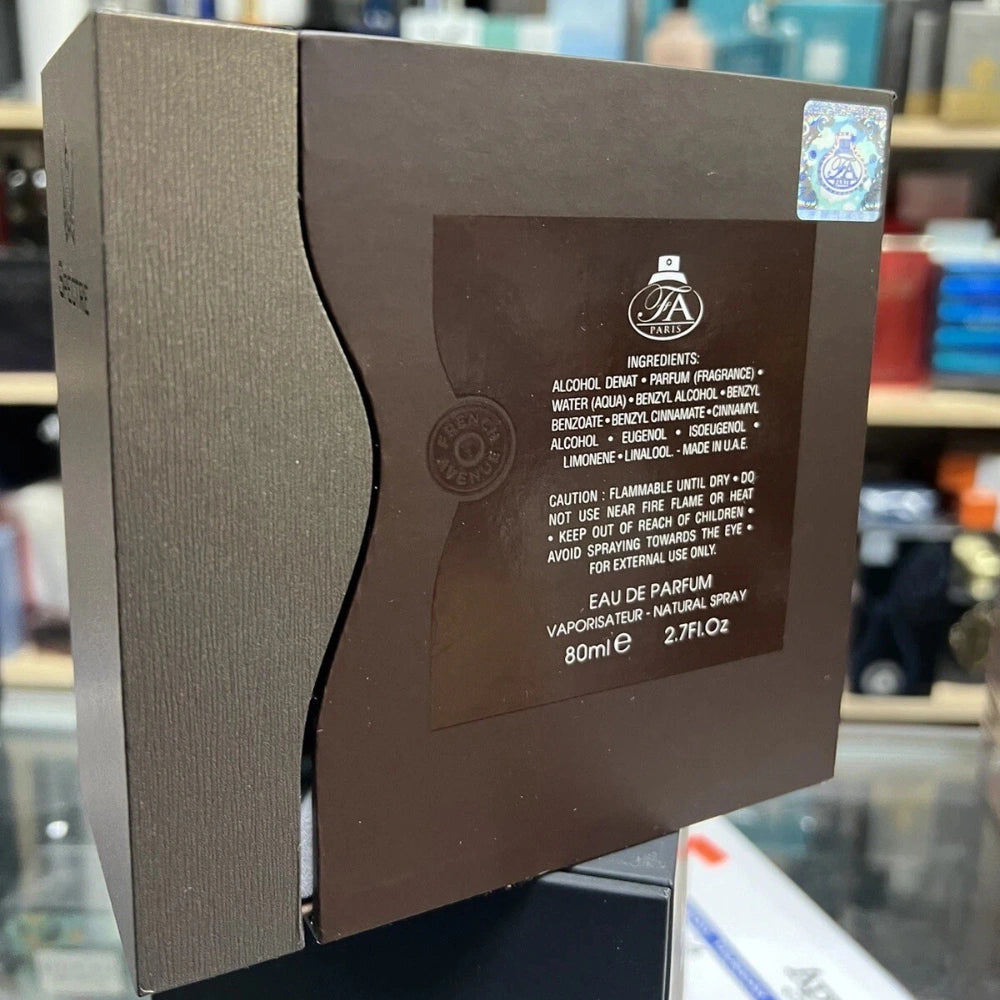 SPECTRE
FA
PARIS
FA
PARIS
INGREDIENTS:
ALCOHOL DENAT • PARFUM (FRAGRANCE) •
WATER (AQUA) • BENZYL ALCOHOL • BENZYL
BENZOATE • BENZYL CINNAMATE • CINNAMYL
ALCOHOL • EUGENOL • ISOEUGENOL •
LIMONENE • LINALOOL. - MADE IN U.A.E.
FRENCH
AVENUE
CAUTION : FLAMMABLE UNTIL DRY • DO
NOT USE NEAR FIRE FLAME OR HEAT
• KEEP OUT OF REACH OF CHILDREN •
AVOID SPRAYING TOWARDS THE EYE •
FOR EXTERNAL USE ONLY.
EAU DE PARFUM
VAPORISATEUR - NATURAL SPRAY
80ml e 2.7Fl.Oz